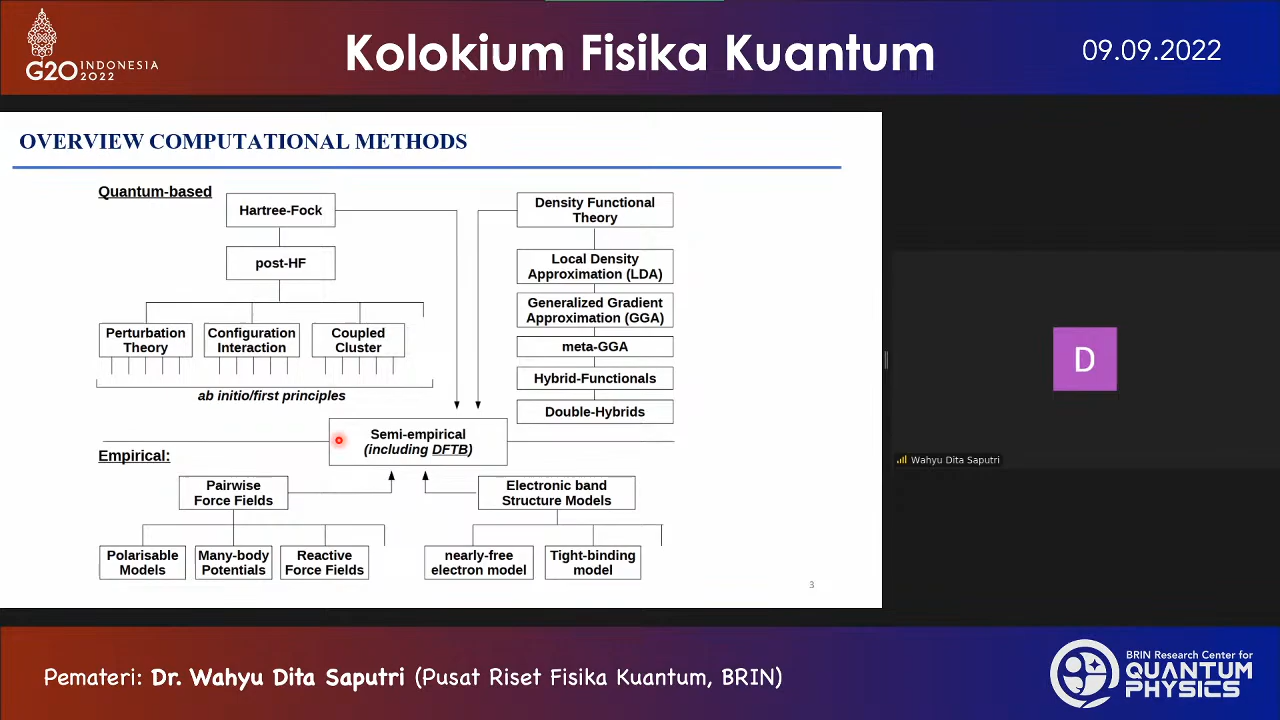 G20 INDONESIA
2022
Kolokium Fisika Kuantum
09.09.2022
OVERVIEW COMPUTATIONAL METHODS
Quantum-based
Hartree-Fock
post-HF
Perturbation
Theory
Configuration
Interaction
Coupled
Cluster
ab initio/first principles
Density Functional
Theory
Local Density
Approximation (LDA)
Generalized Gradient
Approximation (GGA)
meta-GGA
Hybrid-Functionals
Double-Hybrids
Semi-empirical
(including DFTB)
Empirical:
Pairwise
Force Fields
Electronic band
Structure Models
Polarisable
Models
Many-body
Potentials
Reactive
Force Fields
nearly-free
electron model
Tight-binding
model
3
D
Wahyu Dita Saputri
Pemateri: Dr. Wahyu Dita Saputri (Pusat Riset Fisika Kuantum, BRIN)
BRIN Research Center for
QUANTUM
PHYSICS